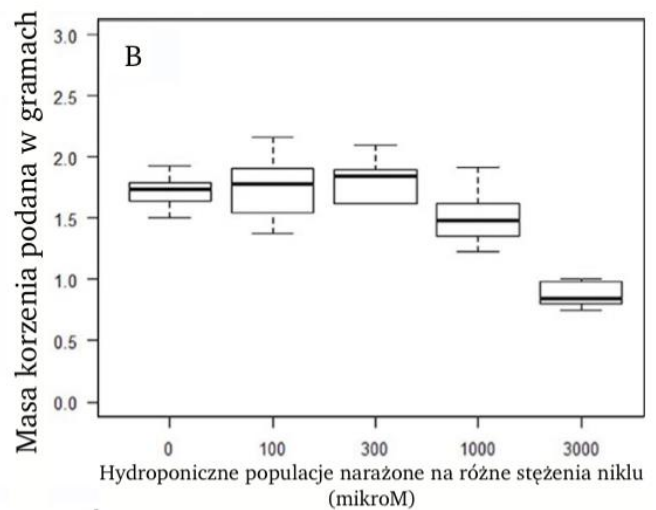 Masa korzenia podana w gramach
B
3.0
2.5
2.0
1.5
1.0
0.5
0.0
0 100 300 1000 3000
Hydroponiczne populacje narażone na różne stężenia niklu
(mikroM)